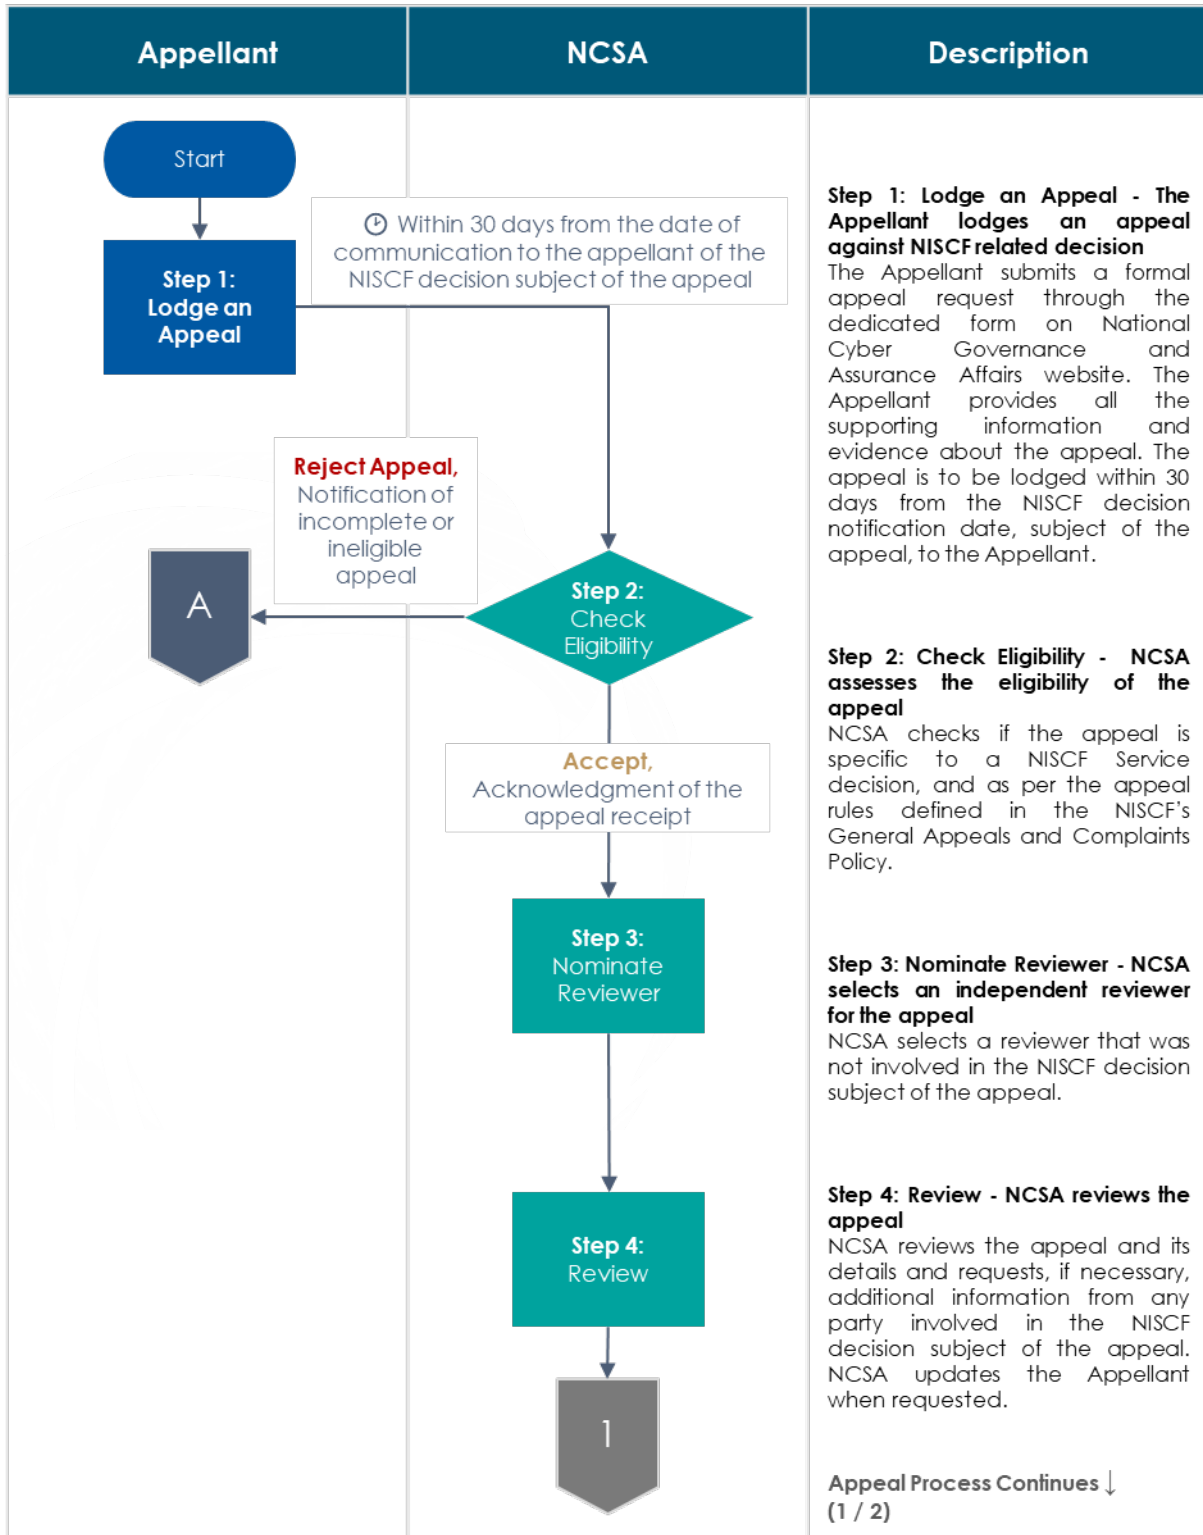 Appellant
NCSA
Description
Start
Step 1:
Lodge an
Appeal
Within 30 days from the date of
communication to the appellant of the
NISCF decision subject of the appeal
Reject Appeal,
Notification of
incomplete or
ineligible
appeal
A
Step 2:
Check
Eligibility
Accept,
Acknowledgment of the
appeal receipt
Step 3:
Nominate
Reviewer
Step 4:
Review
1
Step 1: Lodge an Appeal - The
Appellant lodges an appeal
against NISCF related decision
The Appellant submits a formal
appeal request through the
dedicated form on National
Cyber Governance and
Assurance Affairs website. The
Appellant provides all the
supporting information and
evidence about the appeal. The
appeal is to be lodged within 30
days from the NISCF decision
notification date, subject of the
appeal, to the Appellant.
Step 2: Check Eligibility - NCSA
assesses the eligibility of the
appeal
NCSA checks if the appeal is
specific to a NISCF Service
decision, and as per the appeal
rules defined in the NISCF's
General Appeals and Complaints
Policy.
Step 3: Nominate Reviewer - NCSA
selects an independent reviewer
for the appeal
NCSA selects a reviewer that was
not involved in the NISCF decision
subject of the appeal.
Step 4: Review - NCSA reviews the
appeal
NCSA reviews the appeal and its
details and requests, if necessary,
additional information from any
party involved in the NISCF
decision subject of the appeal.
NCSA updates the Appellant
when requested.
Appeal Process Continues ↓
(1 / 2)